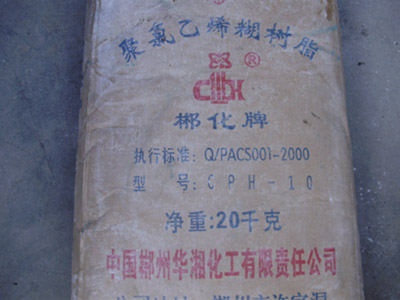 聚氯乙烯糊树脂
®
郴化牌
执行标准：Q/PACS001-2000
型 号：CPH-10
净重：20千克
中国郴州华湘化工有限责任公司